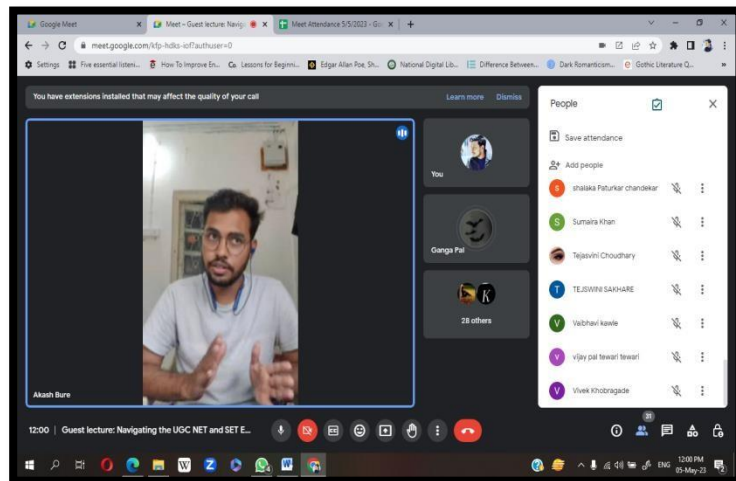 Google Meet
Meet – Guest lecture: Navig
Meet Attendance 5/5/2023 - Go
meet.google.com/kfp-hdks-iof?authuser=0
Settings
Five essential listeni...
How To Improve En...
Lessons for Beginni...
Edgar Allan Poe, Sh...
National Digital Lib...
Difference Between...
Dark Romanticism...
Gothic Literature Q...
You have extensions installed that may affect the quality of your call
Learn more
Dismiss
Akash Bure
You
Ganga Pal
K
28 others
People
Save attendance
Add people
S shalaka Paturkar chandekar
S Sumaira Khan
Tejasvini Choudhary
T TEJSWINI SAKHARE
V Vaibhavi kawle
V vijay pal tewari tewari
V Vivek Khobragade
12:00 | Guest lecture: Navigating the UGC NET and SET E...
31
ENG
12:00 PM
05-May-23